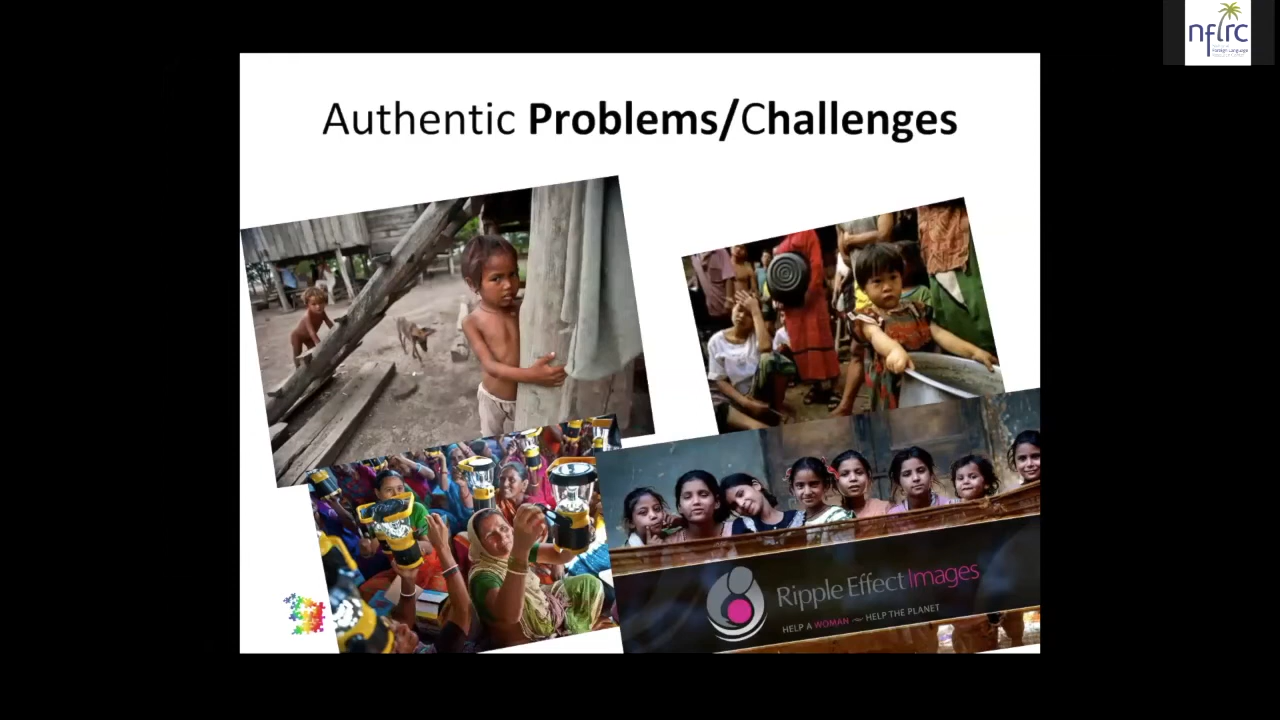 nflrc
Authentic Problems/Challenges
Ripple Effect Images
HELP A WOMAN ~ HELP THE PLANET